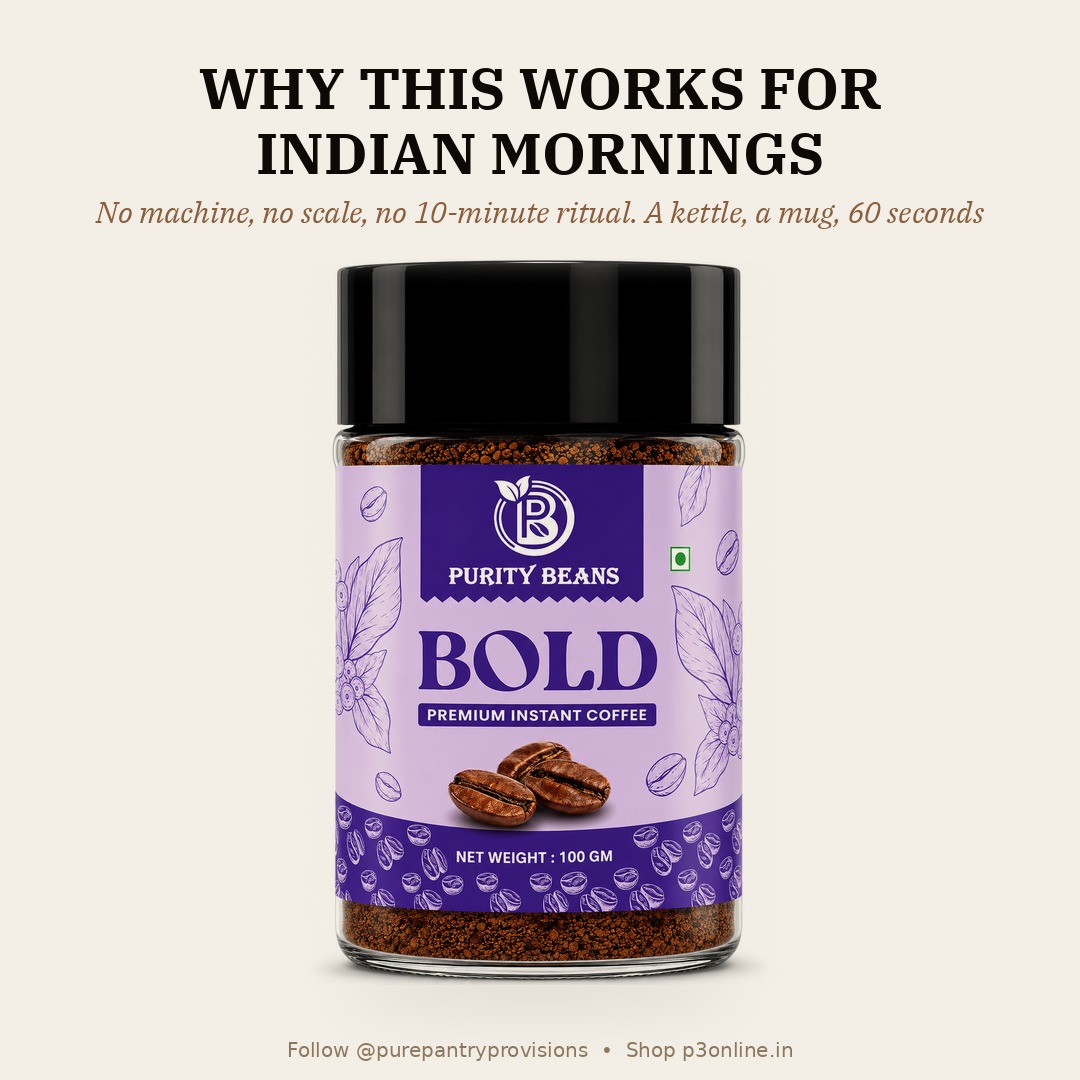 WHY THIS WORKS FOR
INDIAN MORNINGS
No machine, no scale, no 10-minute ritual. A kettle, a mug, 60 seconds
PURITY BEANS
BOLD
PREMIUM INSTANT COFFEE
NET WEIGHT : 100 GM
Follow @purepantryprovisions • Shop p3online.in